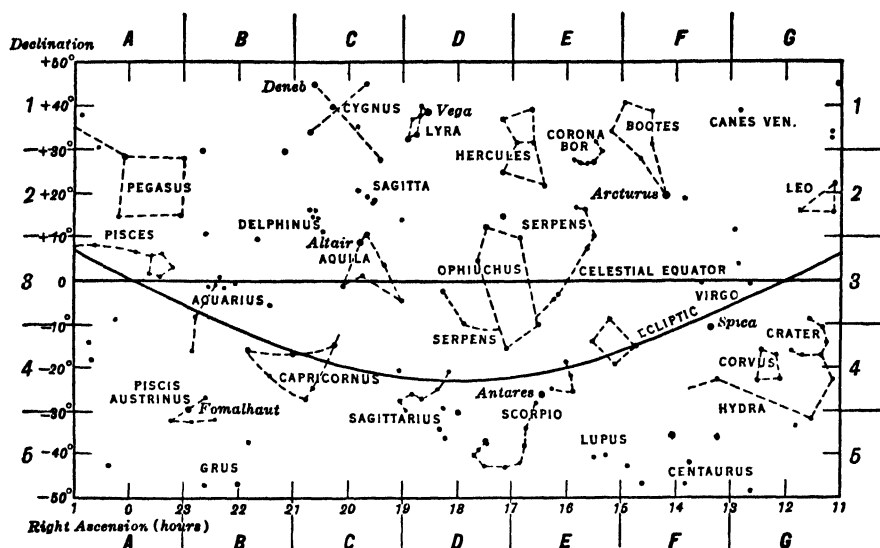 A B C D E F G
Declination
+50°
Deneb
1 +40° CYGNUS Vega 1
LYRA BOOTES CANES VEN.
CORONA
+30° HERCULES BOR
PEGASUS SAGITTA LEO
2 Arcturus 2
DELPHINUS SERPENS
PISCES
+10° Altair
AQUILA OPHIUCHUS CELESTIAL EQUATOR
3 0 3
AQUARIUS VIRGO
ECLIPTIC
-10° SERPENS Spica CRATER
4 CORVUS 4
PISCIS CAPRICORNUS
AUSTRINUS Antares
Fomalhaut SAGITTARIUS SCORPIO HYDRA
-30°
LUPUS
5 -40° 5
GRUS CENTAURUS
-50°
1 0 23 22 21 20 19 18 17 16 15 14 13 12 11
Right Ascension (hours)
A B C D E F G